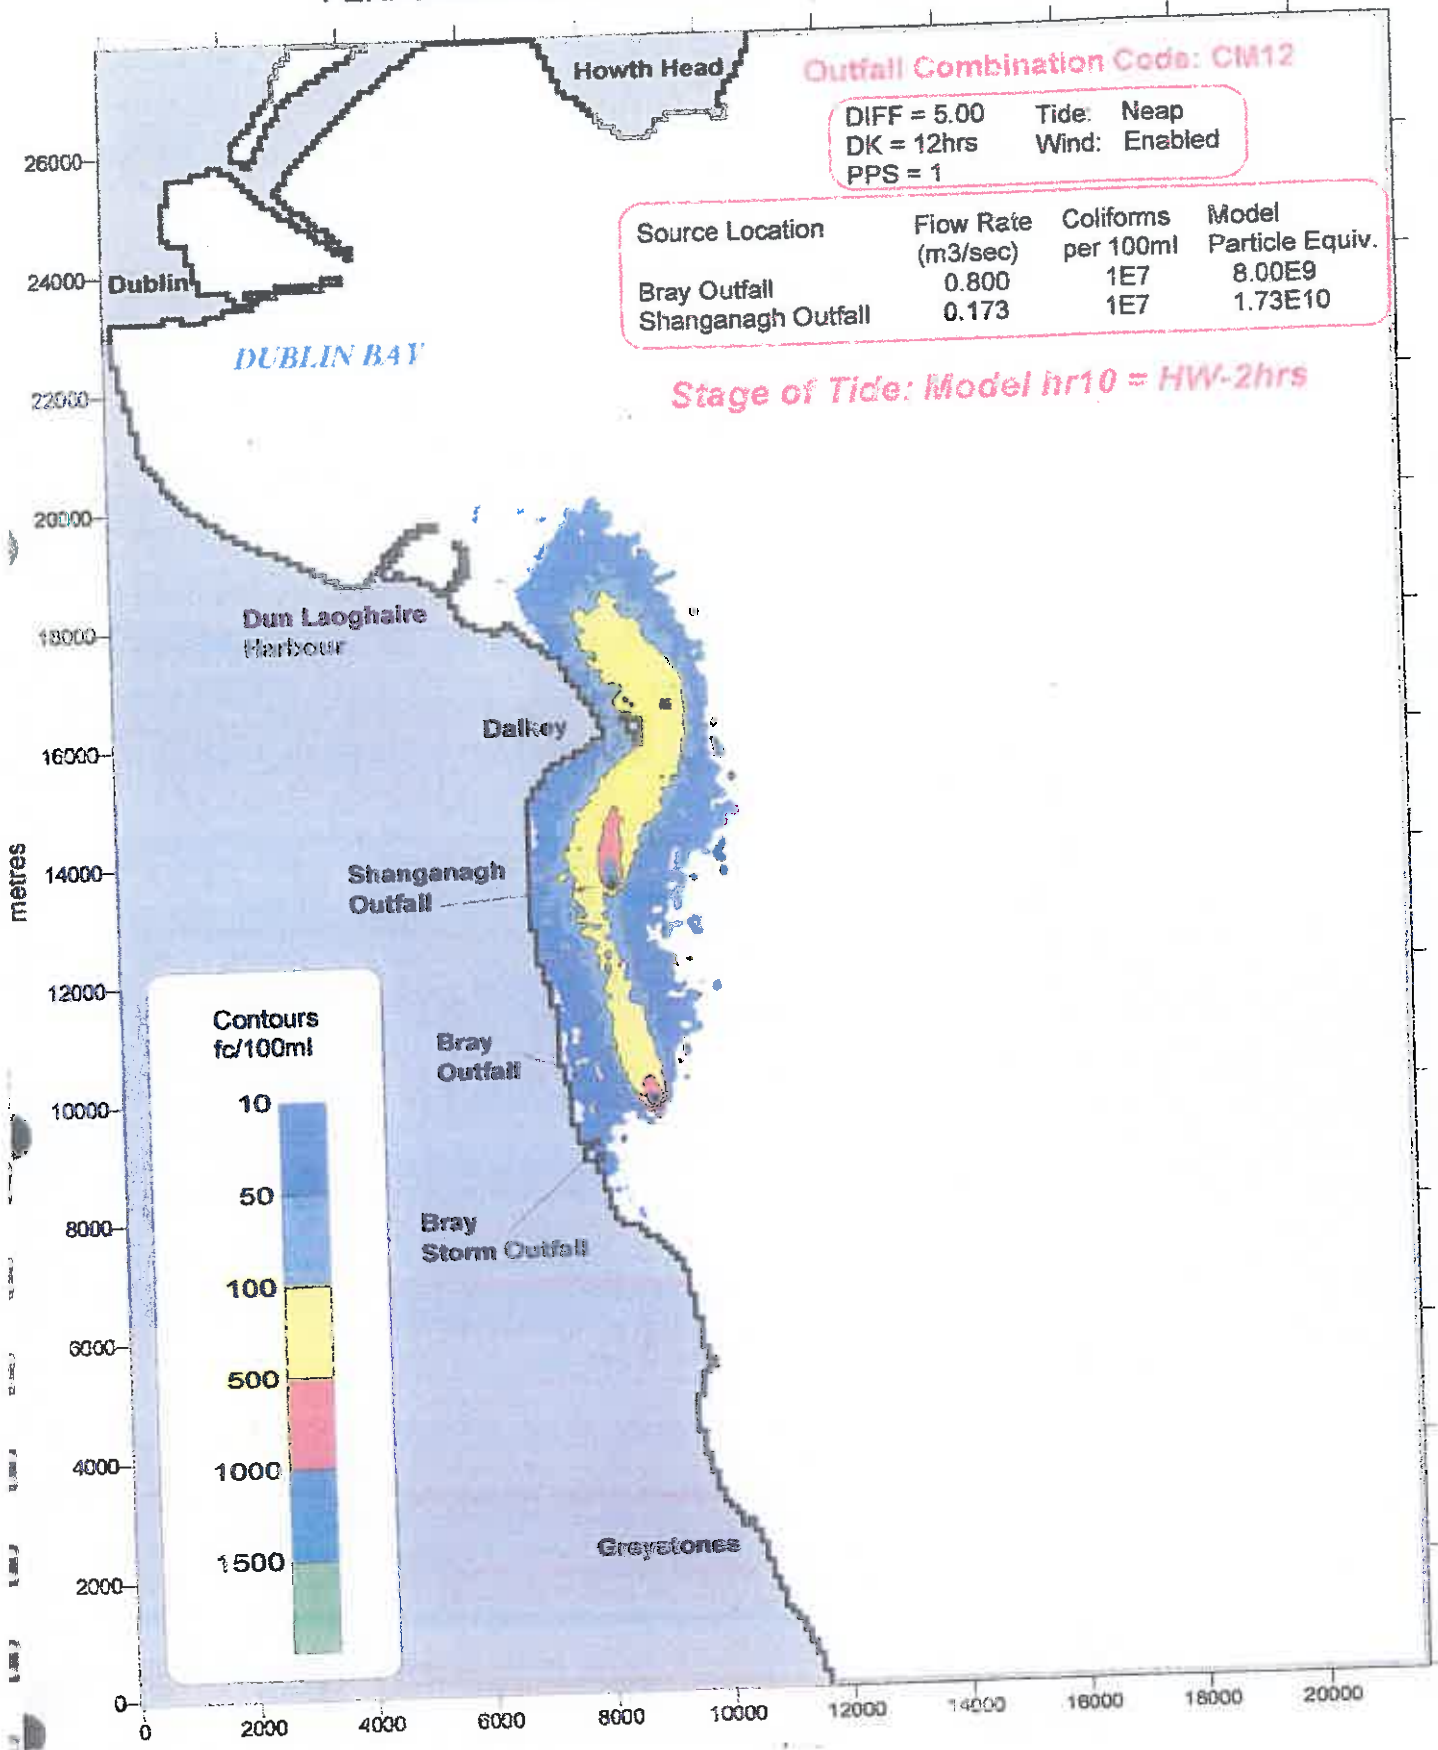 Howth Head
Outfall Combination Code: CM12
DIFF = 5.00 Tide: Neap
DK = 12hrs Wind: Enabled
PPS = 1
Source Location Flow Rate Coliforms Model
(m3/sec) per 100ml Particle Equiv.
Bray Outfall 0.800 1E7 8.00E9
Shanganagh Outfall 0.173 1E7 1.73E10
Stage of Tide: Model hr10 = HW-2hrs
Dublin
DUBLIN BAY
Dun Laoghaire
Harbour
Dalkey
Shanganagh
Outfall
Bray
Outfall
Bray
Storm Outfall
Greystones
Contours
fc/100ml
10
50
100
500
1000
1500
metres
26000
24000
22000
20000
18000
16000
14000
12000
10000
8000
6000
4000
2000
0
0 2000 4000 6000 8000 10000 12000 14000 16000 18000 20000